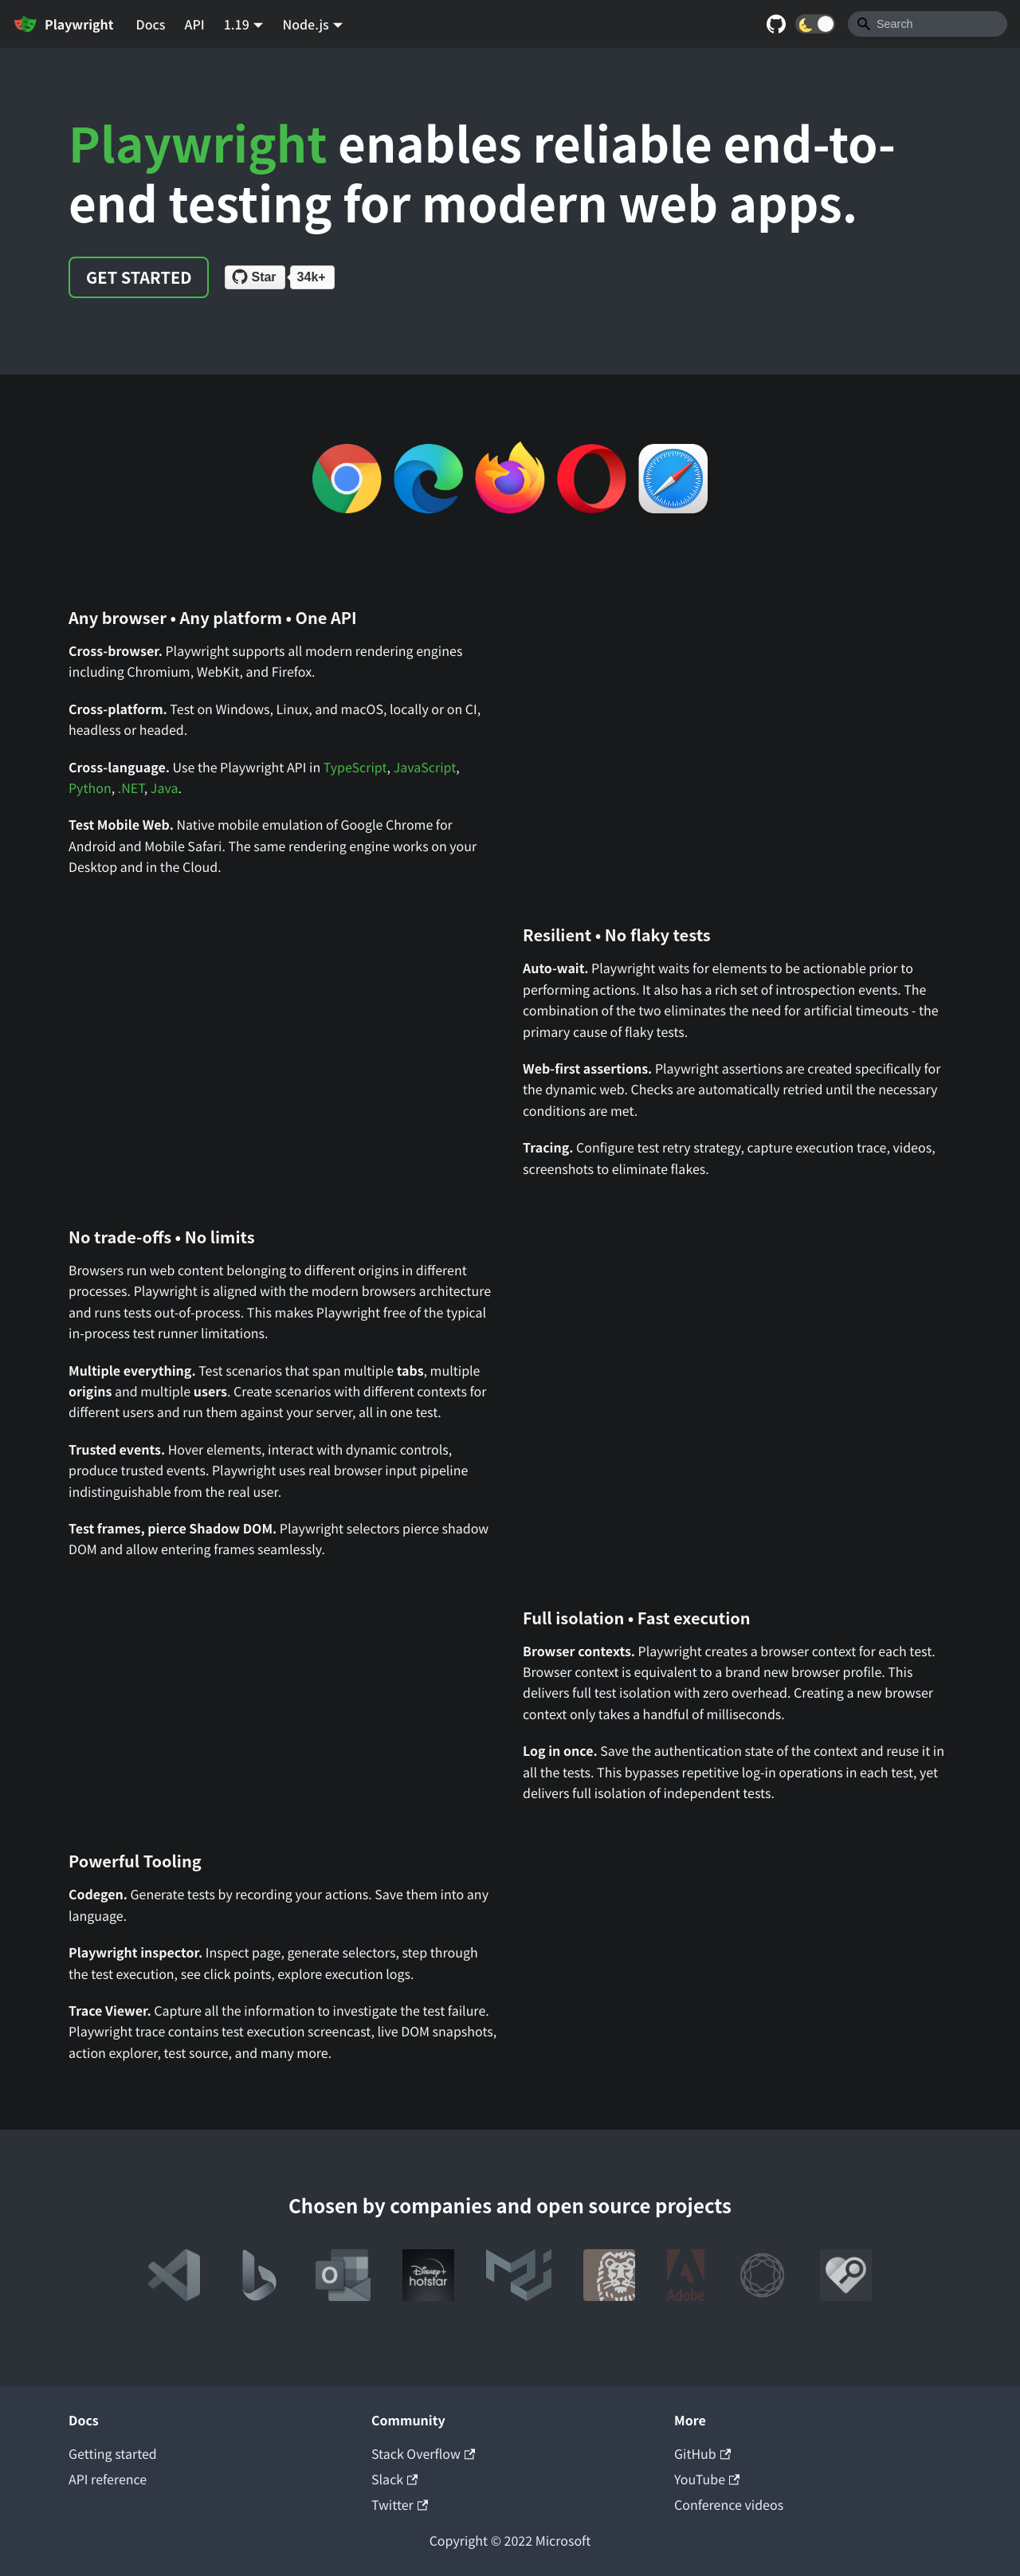 Playwright Docs API 1.19 Node.js Search
Playwright enables reliable end-to-
end testing for modern web apps.
GET STARTED Star 34k+
Any browser • Any platform • One API
Cross-browser. Playwright supports all modern rendering engines
including Chromium, WebKit, and Firefox.
Cross-platform. Test on Windows, Linux, and macOS, locally or on CI,
headless or headed.
Cross-language. Use the Playwright API in TypeScript, JavaScript,
Python, .NET, Java.
Test Mobile Web. Native mobile emulation of Google Chrome for
Android and Mobile Safari. The same rendering engine works on your
Desktop and in the Cloud.
Resilient • No flaky tests
Auto-wait. Playwright waits for elements to be actionable prior to
performing actions. It also has a rich set of introspection events. The
combination of the two eliminates the need for artificial timeouts - the
primary cause of flaky tests.
Web-first assertions. Playwright assertions are created specifically for
the dynamic web. Checks are automatically retried until the necessary
conditions are met.
Tracing. Configure test retry strategy, capture execution trace, videos,
screenshots to eliminate flakes.
No trade-offs • No limits
Browsers run web content belonging to different origins in different
processes. Playwright is aligned with the modern browsers architecture
and runs tests out-of-process. This makes Playwright free of the typical
in-process test runner limitations.
Multiple everything. Test scenarios that span multiple tabs, multiple
origins and multiple users. Create scenarios with different contexts for
different users and run them against your server, all in one test.
Trusted events. Hover elements, interact with dynamic controls,
produce trusted events. Playwright uses real browser input pipeline
indistinguishable from the real user.
Test frames, pierce Shadow DOM. Playwright selectors pierce shadow
DOM and allow entering frames seamlessly.
Full isolation • Fast execution
Browser contexts. Playwright creates a browser context for each test.
Browser context is equivalent to a brand new browser profile. This
delivers full test isolation with zero overhead. Creating a new browser
context only takes a handful of milliseconds.
Log in once. Save the authentication state of the context and reuse it in
all the tests. This bypasses repetitive log-in operations in each test, yet
delivers full isolation of independent tests.
Powerful Tooling
Codegen. Generate tests by recording your actions. Save them into any
language.
Playwright inspector. Inspect page, generate selectors, step through
the test execution, see click points, explore execution logs.
Trace Viewer. Capture all the information to investigate the test failure.
Playwright trace contains test execution screencast, live DOM snapshots,
action explorer, test source, and many more.
Chosen by companies and open source projects
O
Disney+
hotstar
Adobe
Docs
Getting started
API reference
Community
Stack Overflow
Slack
Twitter
More
GitHub
YouTube
Conference videos
Copyright © 2022 Microsoft